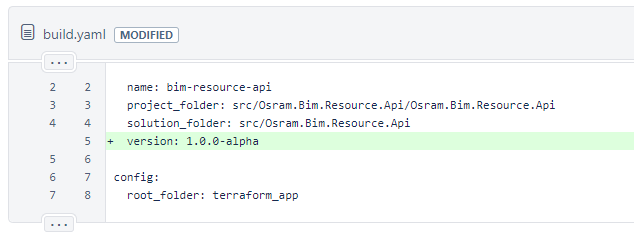 build.yaml MODIFIED
...
2 2 name: bim-resource-api
3 3 project_folder: src/Osram.Bim.Resource.Api/Osram.Bim.Resource.Api
4 4 solution_folder: src/Osram.Bim.Resource.Api
5 + version: 1.0.0-alpha
5 6
6 7 config:
7 8 root_folder: terraform_app
...